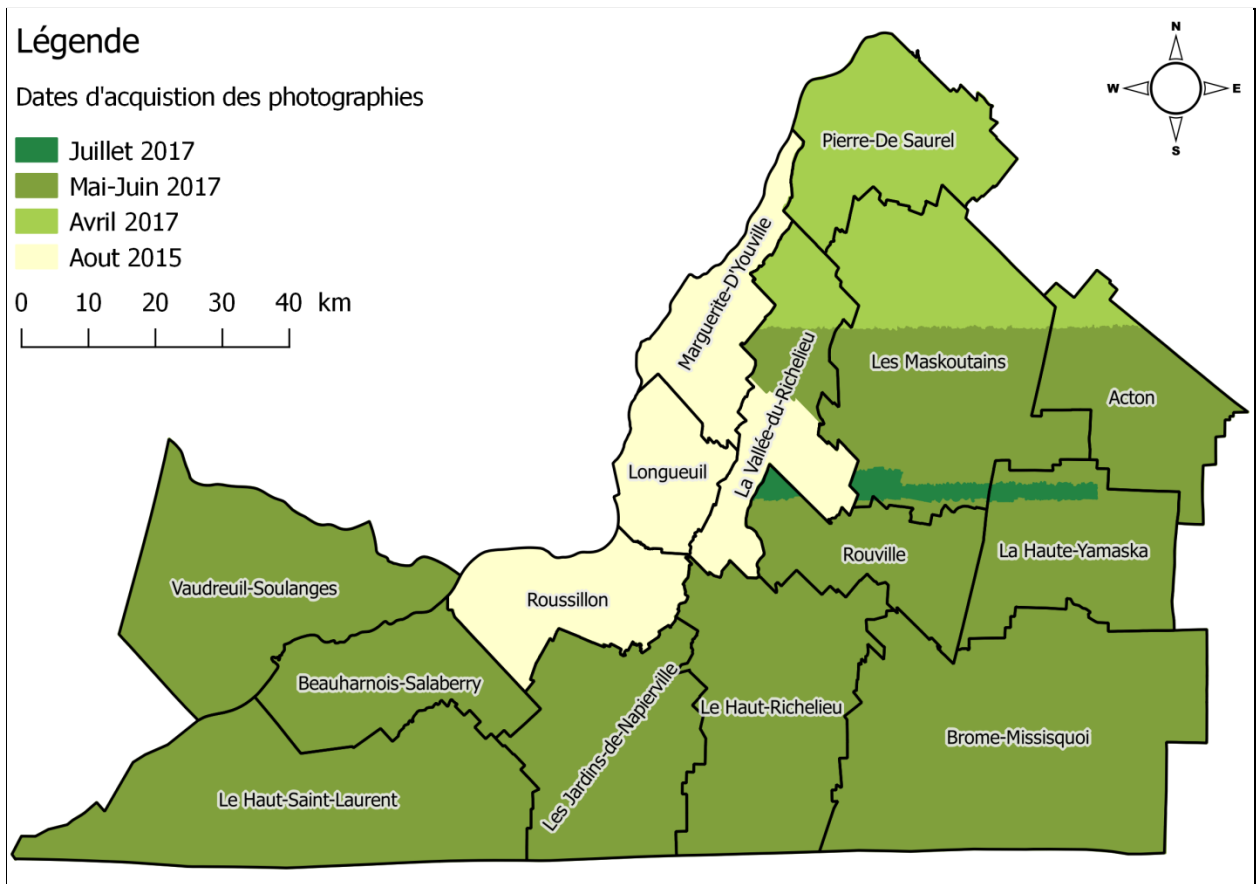 Légende
Dates d'acquistion des photographies
Juillet 2017
Mai-Juin 2017
Avril 2017
Aout 2015
0 10 20 30 40 km
N
W E
S
Pierre-De Saurel
Marguerite-D'Youville
La Vallée-du-Richelieu
Les Maskoutains
Acton
Longueuil
Rouville
La Haute-Yamaska
Vaudreuil-Soulanges
Roussillon
Beauharnois-Salaberry
Les Jardins-de-Napierville
Le Haut-Richelieu
Brome-Missisquoi
Le Haut-Saint-Laurent